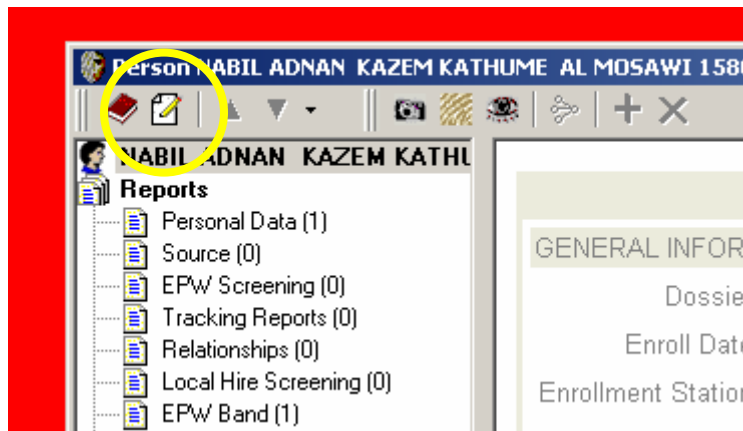 Person NABIL ADNAN KAZEM KATHUME AL MOSAWI 1580
NABIL ADNAN KAZEM KATHU
Reports
Personal Data (1)
Source (0)
EPW Screening (0)
Tracking Reports (0)
Relationships (0)
Local Hire Screening (0)
EPW Band (1)
GENERAL INFOR
Dossie
Enroll Date
Enrollment Station